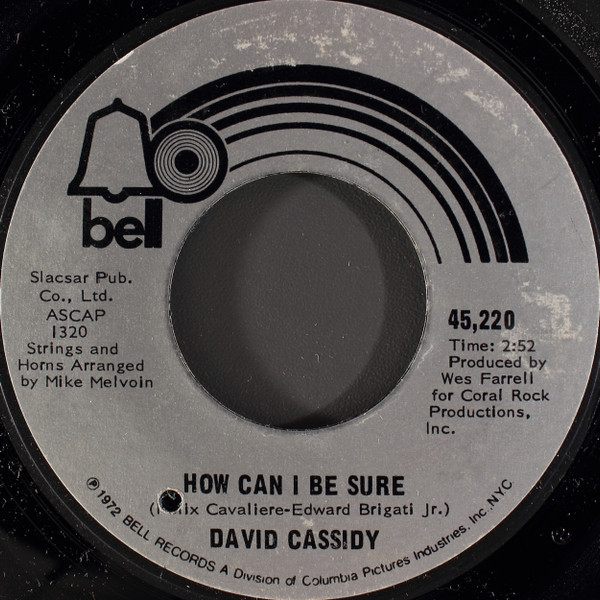 bell
Slacsar Pub.
Co., Ltd.
ASCAP
1320
Strings and
Horns Arranged
by Mike Melvoin
45,220
Time: 2:52
Produced by
Wes Farrell
for Coral Rock
Productions,
Inc.
HOW CAN I BE SURE
Cavaliere-Edward Brigati Jr.)
DAVID CASSIDY
℗1972 BELL RECORDS A Division of Columbia Pictures Industries, Inc., NYC